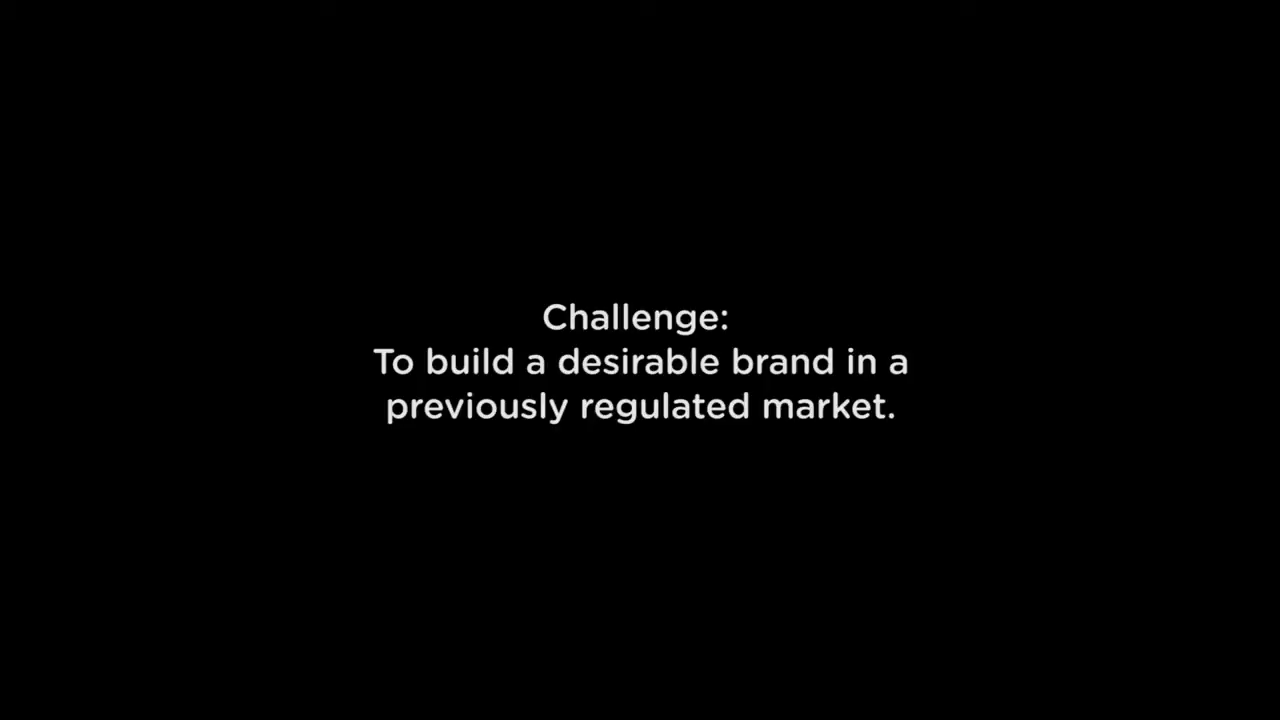 Challenge:
To build a desirable brand in a
previously regulated market.